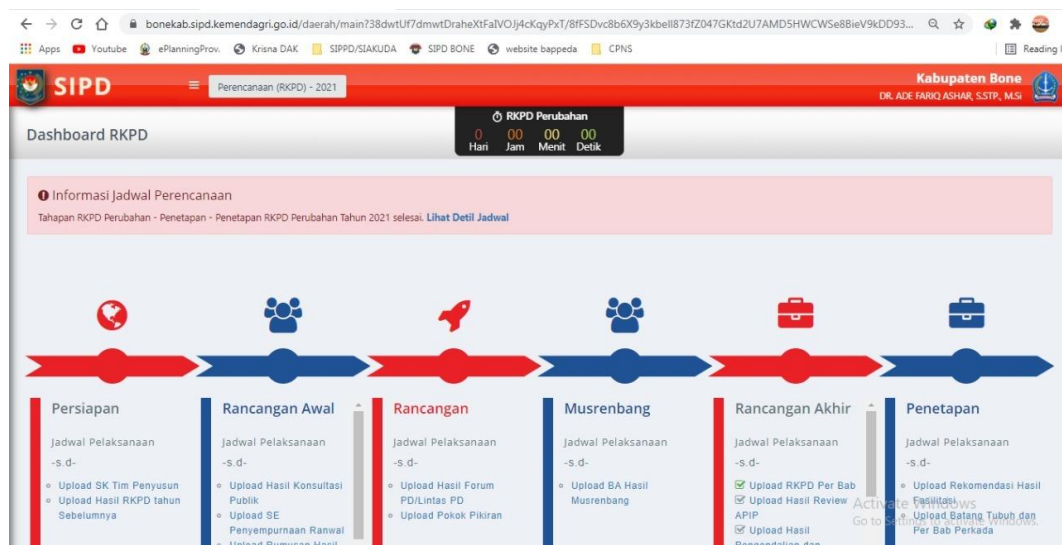 bonekab.sipd.kemendagri.go.id/daerah/main?38dwtUf7dmwtDraheXtFaIVOJj4cKqyPxT/8fFSDvc8b6X9y3kbell873fZ047GKtd2U7AMD5HWCWSe8BieV9kDD93...
Apps Youtube ePlanningProv. Krisna DAK SIPPD/SIAKUDA SIPD BONE website bappeda CPNS Reading
SIPD Perencanaan (RKPD) - 2021 Kabupaten Bone
DR. ADE FARIQ ASHAR, S.STP., M.Si
RKPD Perubahan
Dashboard RKPD
0 00 00 00
Hari Jam Menit Detik
Informasi Jadwal Perencanaan
Tahapan RKPD Perubahan - Penetapan - Penetapan RKPD Perubahan Tahun 2021 selesai. Lihat Detil Jadwal
Persiapan
Jadwal Pelaksanaan
-s.d-
Upload SK Tim Penyusun
Upload Hasil RKPD tahun
Sebelumnya
Rancangan Awal
Jadwal Pelaksanaan
-s.d-
Upload Hasil Konsultasi
Publik
Upload SE
Penyempurnaan Ranwal
Upload Rumusan Hasil
Rancangan
Jadwal Pelaksanaan
-s.d-
Upload Hasil Forum
PD/Lintas PD
Upload Pokok Pikiran
Musrenbang
Jadwal Pelaksanaan
-s.d-
Upload BA Hasil
Musrenbang
Rancangan Akhir
Jadwal Pelaksanaan
-s.d-
Upload RKPD Per Bab
Upload Hasil Review
APIP
Upload Hasil
Pengendalian dan
Penetapan
Jadwal Pelaksanaan
-s.d-
Upload Rekomendasi Hasil
Fasilitasi
Upload Batang Tubuh dan
Per Bab Perkada
Activate Windows
Go to Settings to activate Windows.